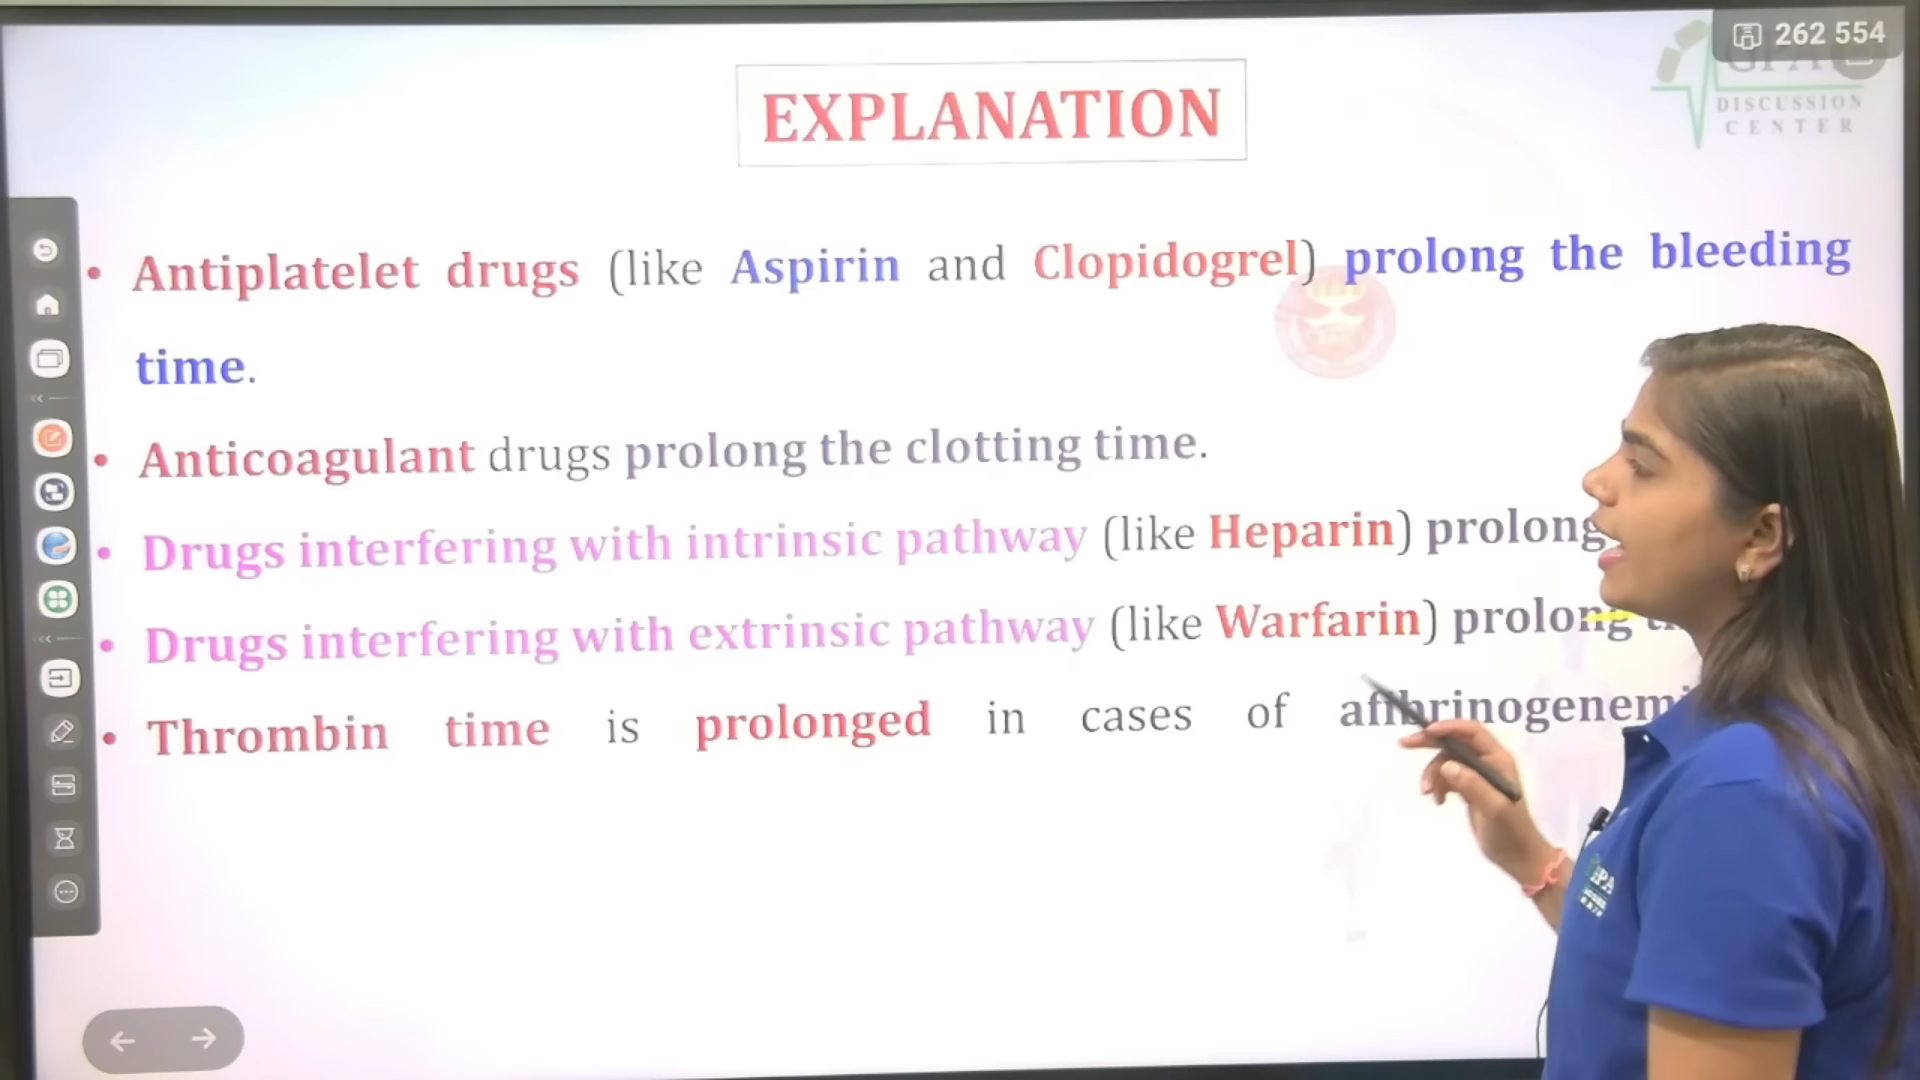 262 554
DISCUSSION
CENTER
EXPLANATION
• Antiplatelet drugs (like Aspirin and Clopidogrel) prolong the bleeding
time.
• Anticoagulant drugs prolong the clotting time.
• Drugs interfering with intrinsic pathway (like Heparin) prolong
• Drugs interfering with extrinsic pathway (like Warfarin) prolong
• Thrombin time is prolonged in cases of